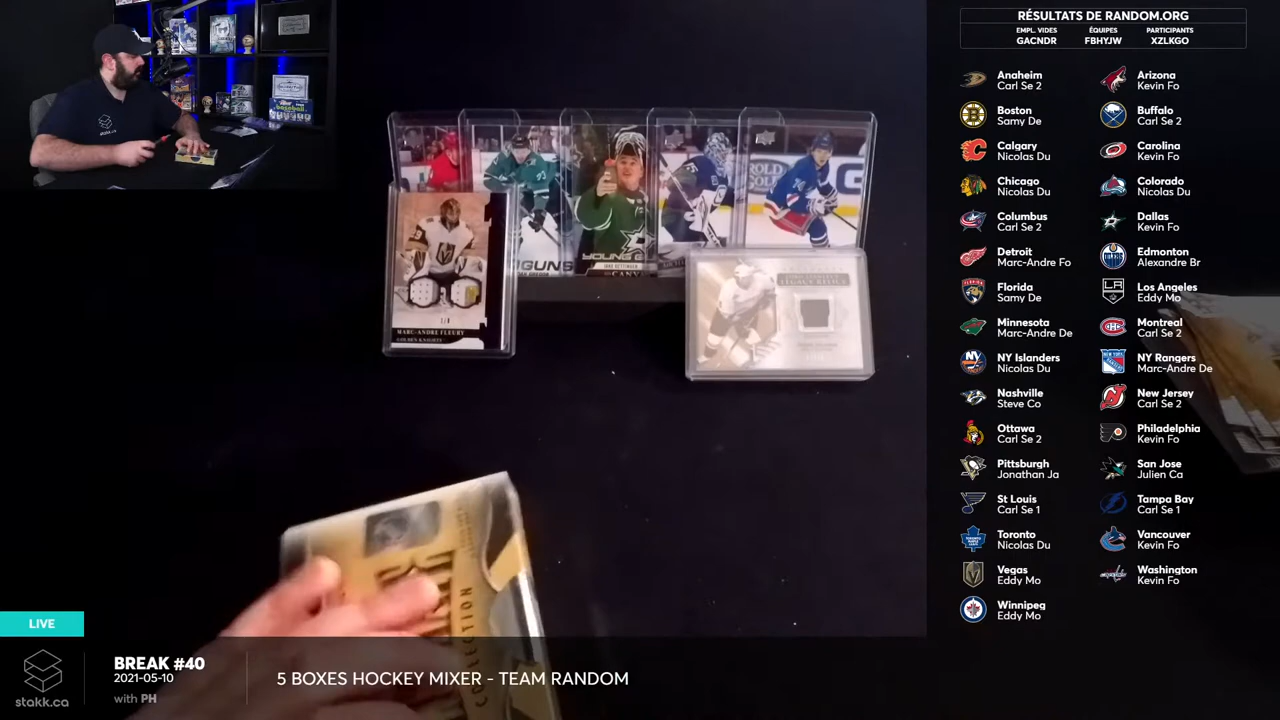 RÉSULTATS DE RANDOM.ORG
EMPL. VIDES ÉQUIPES PARTICIPANTS
GACNDR FBHYJW XZLKGO
Anaheim
Carl Se 2
Arizona
Kevin Fo
Boston
Samy De
Buffalo
Carl Se 2
Calgary
Nicolas Du
Carolina
Kevin Fo
Chicago
Nicolas Du
Colorado
Nicolas Du
Columbus
Carl Se 2
Dallas
Kevin Fo
Detroit
Marc-Andre Fo
Edmonton
Alexandre Br
Florida
Samy De
Los Angeles
Eddy Mo
Minnesota
Marc-Andre De
Montreal
Carl Se 2
NY Islanders
Nicolas Du
NY Rangers
Marc-Andre De
Nashville
Steve Co
New Jersey
Carl Se 2
Ottawa
Carl Se 2
Philadelphia
Kevin Fo
Pittsburgh
Jonathan Ja
San Jose
Julien Ca
St Louis
Carl Se 1
Tampa Bay
Carl Se 1
Toronto
Nicolas Du
Vancouver
Kevin Fo
Vegas
Eddy Mo
Washington
Kevin Fo
Winnipeg
Eddy Mo
stakk.ca
YOUNG G
MARC-ANDRE FLEURY
GOLDEN KNIGHTS
COLLECTION
LIVE
BREAK #40
2021-05-10
with PH
stakk.ca
5 BOXES HOCKEY MIXER - TEAM RANDOM